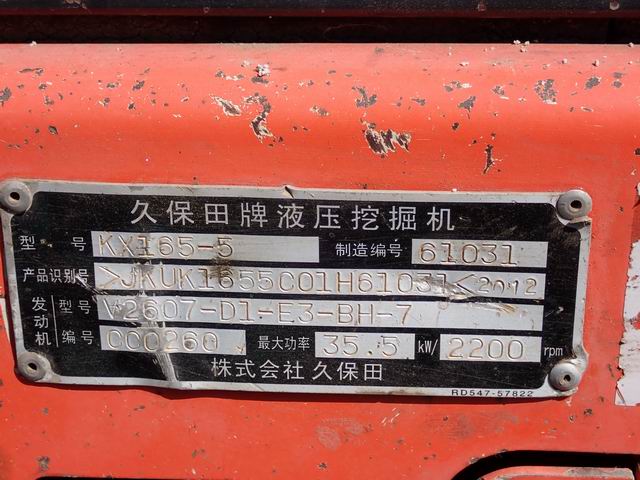 久保田牌液压挖掘机
型 号 KX165-5 制造编号 61031
产品识别号 >JKUK1655C01H61031< 2012
发动机 型号 V2607-D1-E3-BH-7
编号 CCO260 最大功率 35.5 kW/ 2200 rpm
株式会社久保田
RD547-57822